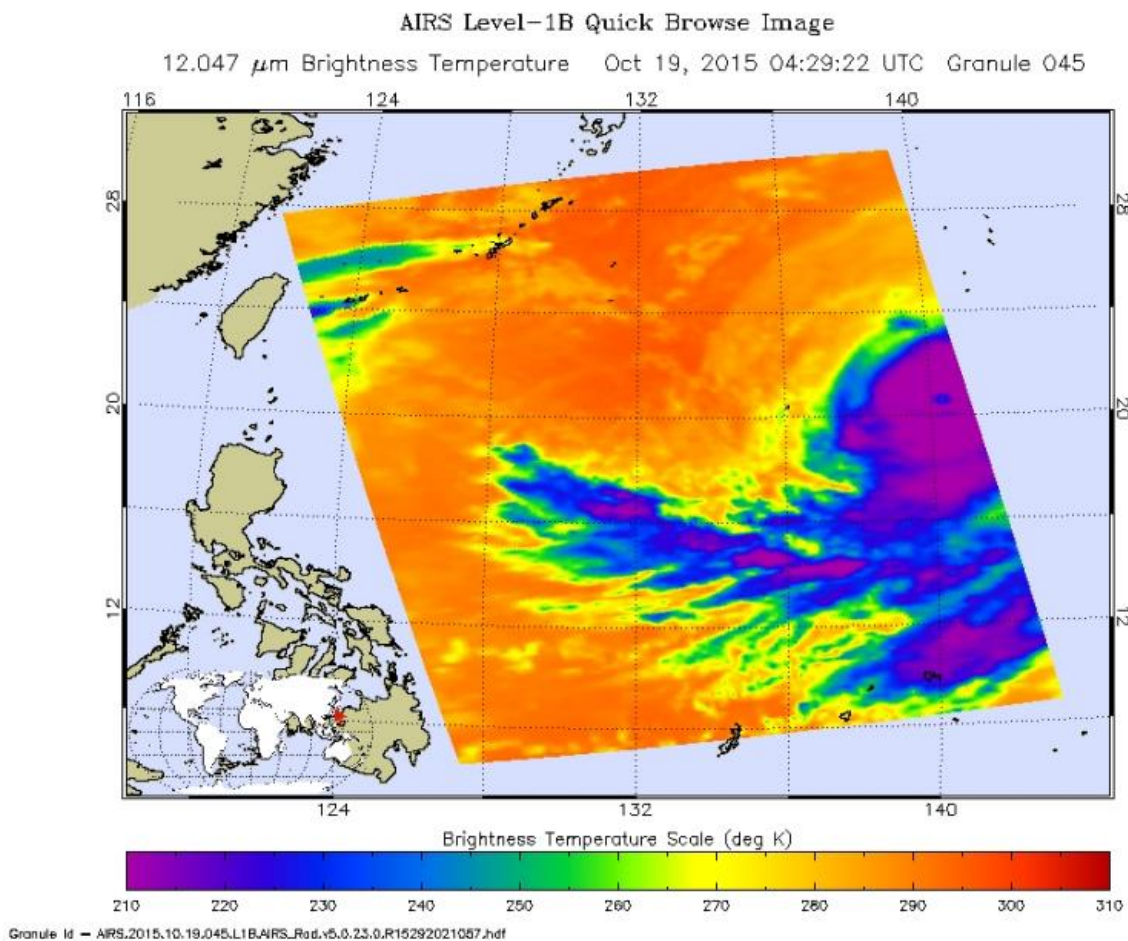 AIRS Level-1B Quick Browse Image
12.047 μm Brightness Temperature Oct 19, 2015 04:29:22 UTC Granule 045
116 124 132 140
28 28
20 20
12 12
124 132 140
Brightness Temperature Scale (deg K)
210 220 230 240 250 260 270 280 290 300 310
Granule Id - AIRS.2015.10.19.045.L1B.AIRS_Rad.v5.0.23.0.R15292021057.hdf